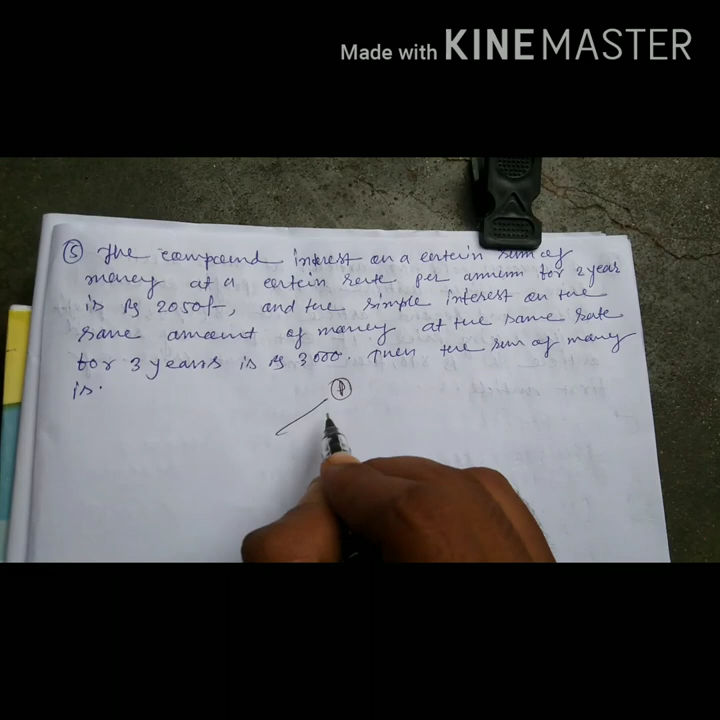 Made with KINEMASTER
⑤ The compound interest on a certain sum of
money at a certain rate per annum for 2 year
is Rs 2050/-, and the simple interest on the
same amount of money at the same rate
for 3 years is Rs 3000. Then the sum of money
is.
Ⓟ